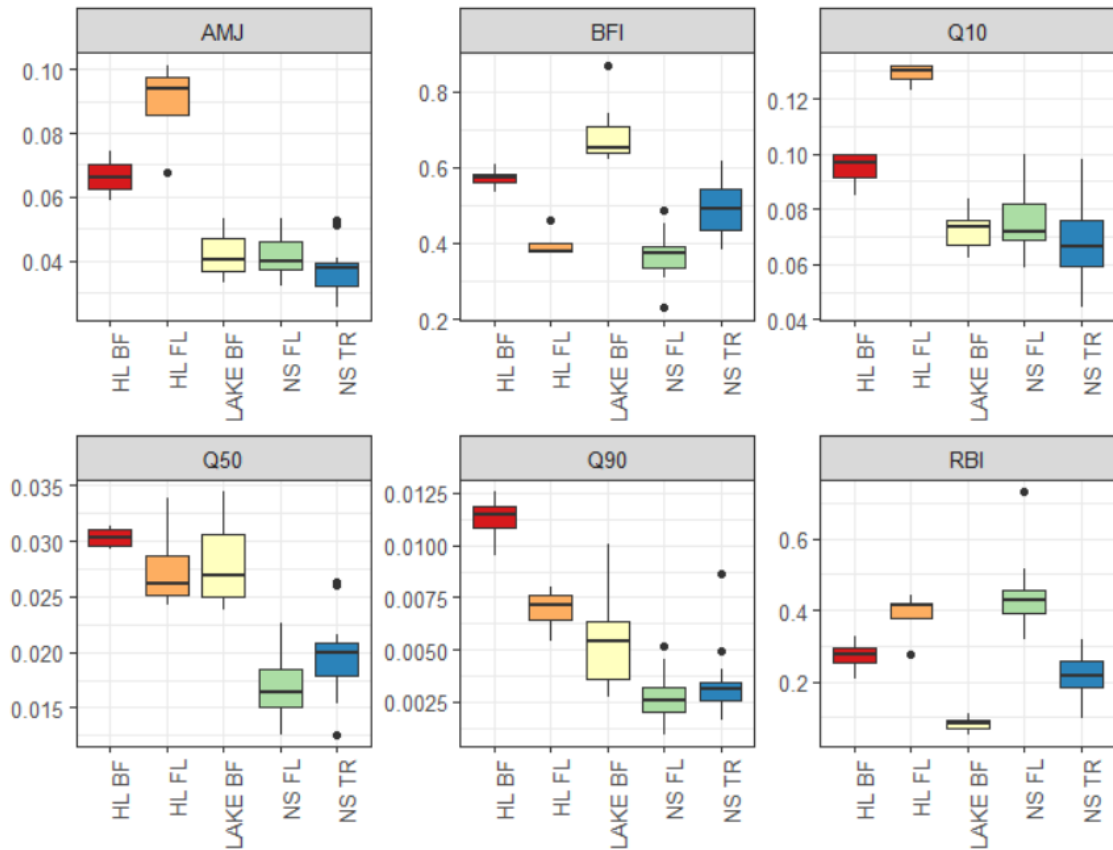 AMJ
0.10
0.08
0.06
0.04
HL BF
HL FL
LAKE BF
NS FL
NS TR
BFI
0.8
0.6
0.4
0.2
HL BF
HL FL
LAKE BF
NS FL
NS TR
Q10
0.12
0.10
0.08
0.06
0.04
HL BF
HL FL
LAKE BF
NS FL
NS TR
Q50
0.035
0.030
0.025
0.020
0.015
HL BF
HL FL
LAKE BF
NS FL
NS TR
Q90
0.0125
0.0100
0.0075
0.0050
0.0025
HL BF
HL FL
LAKE BF
NS FL
NS TR
RBI
0.6
0.4
0.2
HL BF
HL FL
LAKE BF
NS FL
NS TR